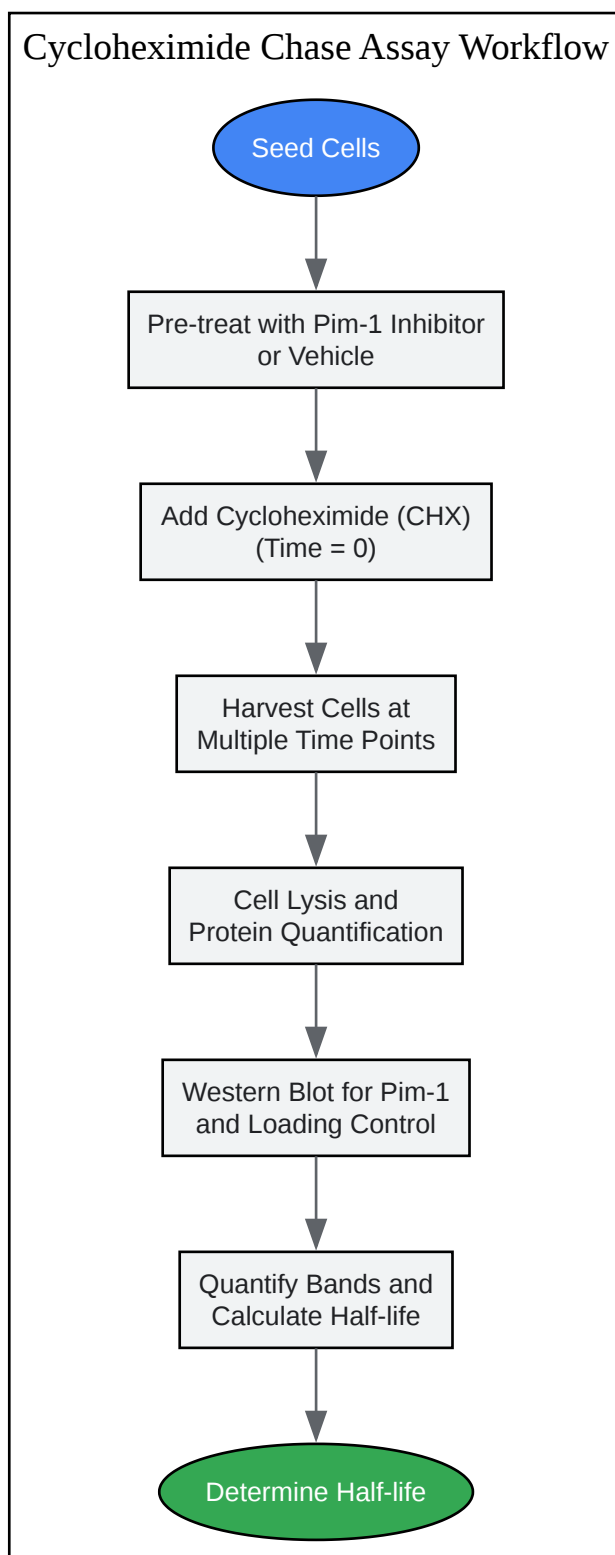 Cycloheximide Chase Assay Workflow
Seed Cells
Pre-treat with Pim-1 Inhibitor
or Vehicle
Add Cycloheximide (CHX)
(Time = 0)
Harvest Cells at
Multiple Time Points
Cell Lysis and
Protein Quantification
Western Blot for Pim-1
and Loading Control
Quantify Bands and
Calculate Half-life
Determine Half-life